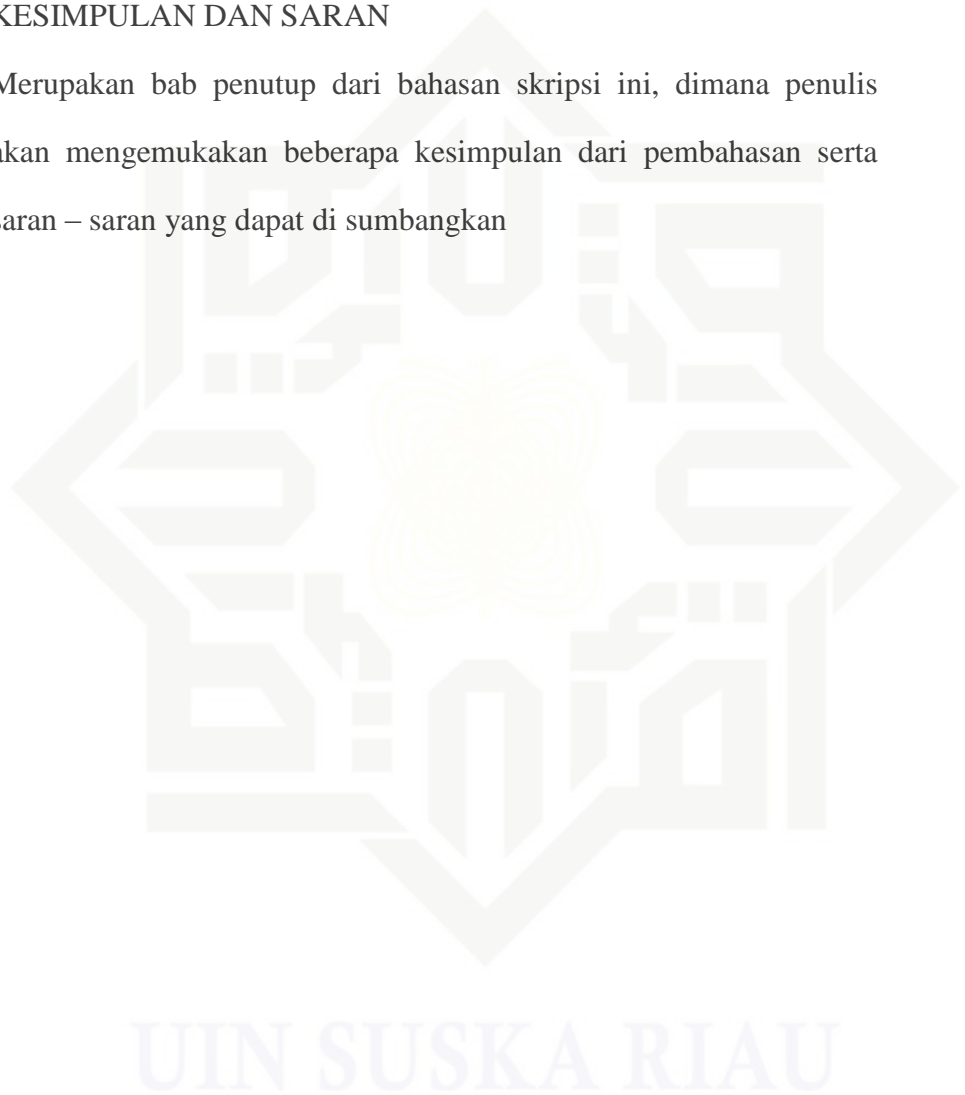 KESIMPULAN DAN SARAN
Merupakan bab penutup dari bahasan skripsi ini, dimana penulis
akan mengemukakan beberapa kesimpulan dari pembahasan serta
saran – saran yang dapat di sumbangkan
UIN SUSKA RIAU